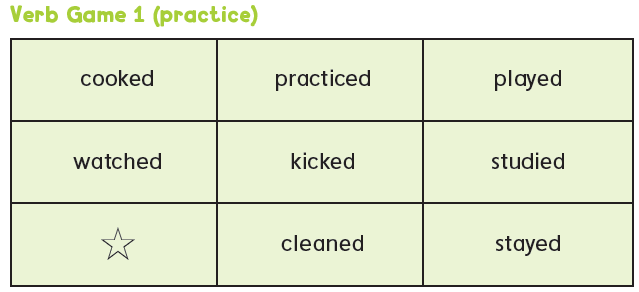 Verb Game 1 (practice)
cooked practiced played
watched kicked studied
☆ cleaned stayed